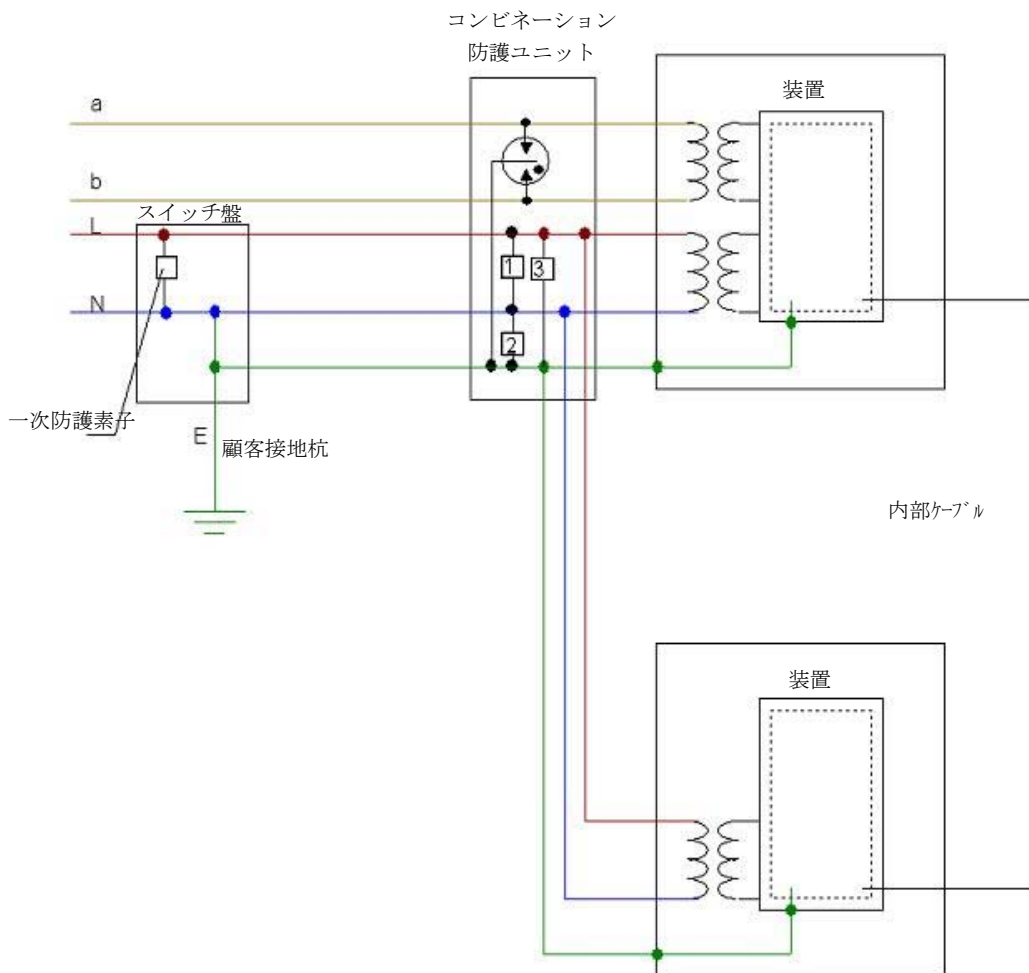 コンビネーション
防護ユニット
装置
a
b
スイッチ盤
L
1
3
N
2
一次防護素子
E
顧客接地杭
内部ケーブル
装置